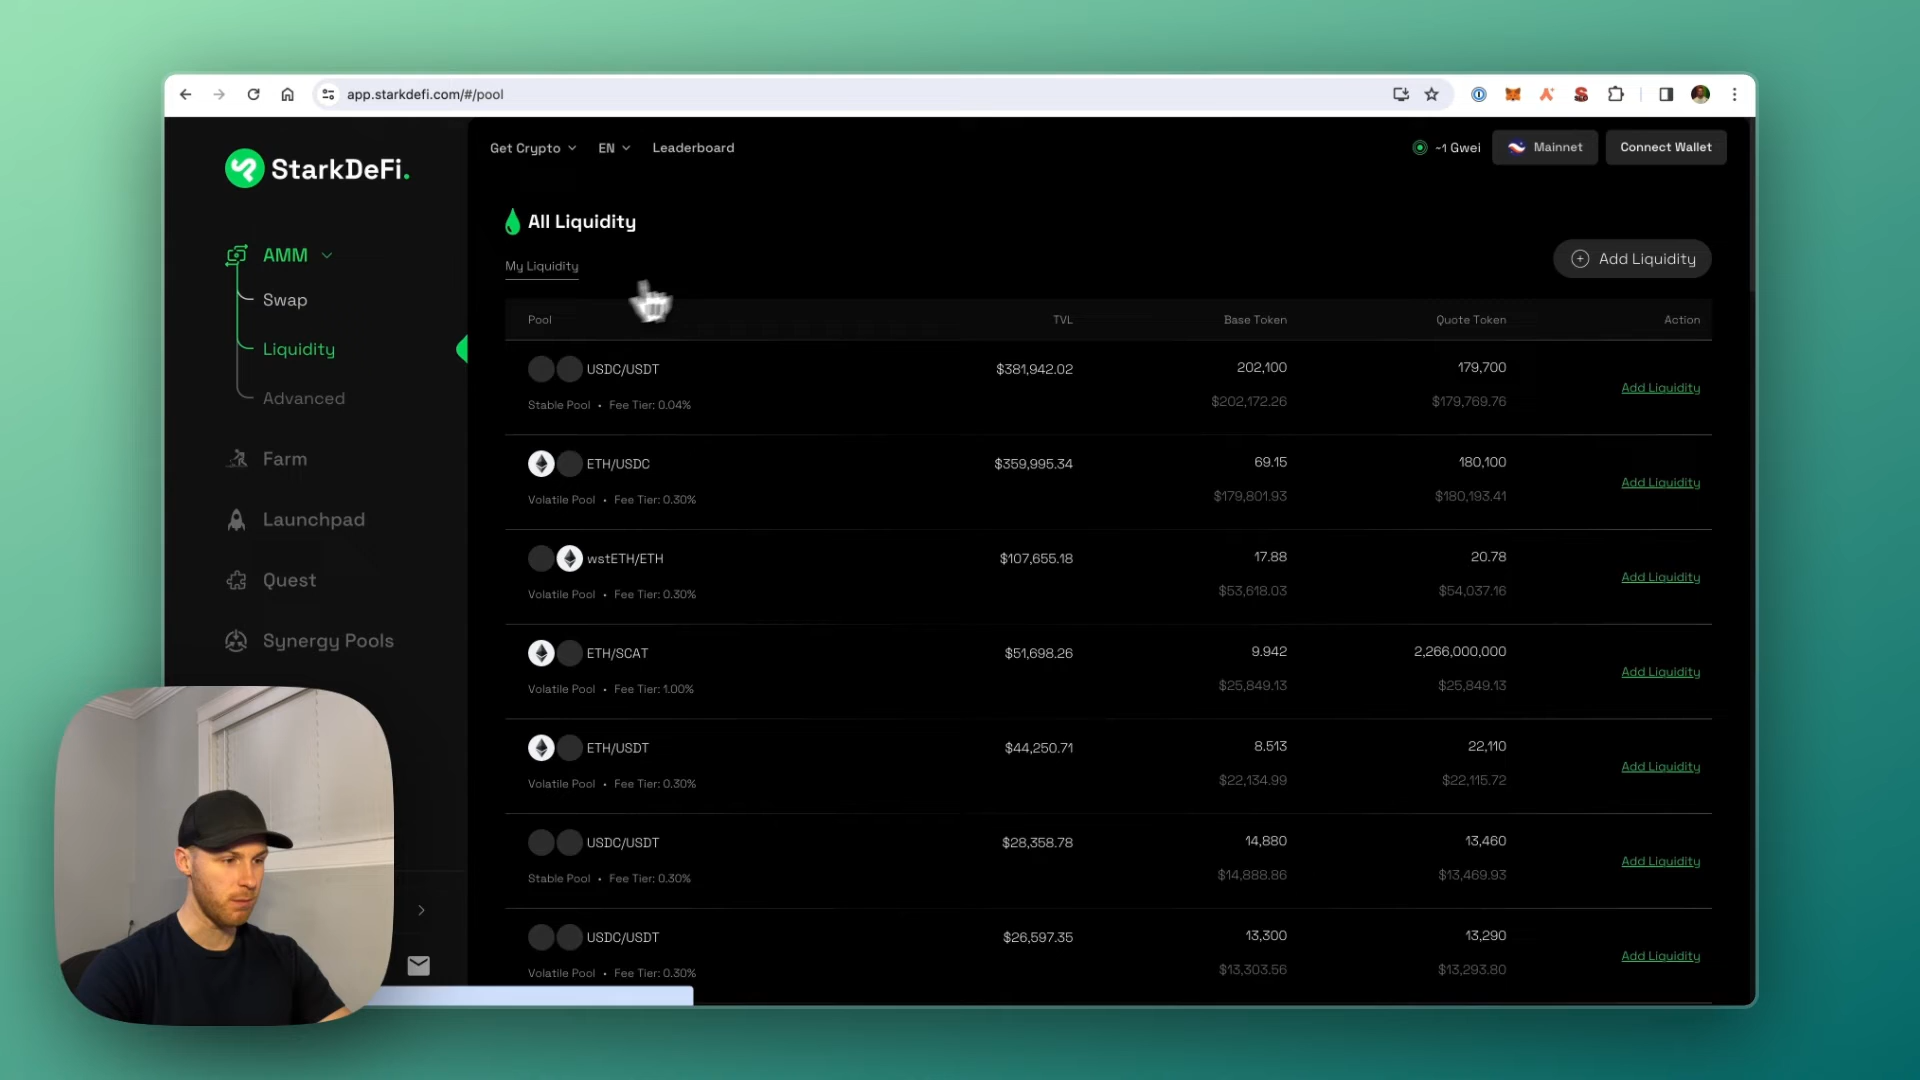 app.starkdefi.com/#/pool
StarkDeFi.
Get Crypto EN Leaderboard ~1 Gwei Mainnet Connect Wallet
AMM
Swap
Liquidity
Advanced
Farm
Launchpad
Quest
Synergy Pools
All Liquidity
My Liquidity
Add Liquidity
Pool TVL Base Token Quote Token Action
USDC/USDT $381,942.02 202,100 179,700 Add Liquidity
Stable Pool • Fee Tier: 0.04% $202,172.26 $179,769.76
ETH/USDC $359,995.34 69.15 180,100 Add Liquidity
Volatile Pool • Fee Tier: 0.30% $179,801.93 $180,193.41
wstETH/ETH $107,655.18 17.88 20.78 Add Liquidity
Volatile Pool • Fee Tier: 0.30% $53,618.03 $54,037.16
ETH/SCAT $51,698.26 9.942 2,266,000,000 Add Liquidity
Volatile Pool • Fee Tier: 1.00% $25,849.13 $25,849.13
ETH/USDT $44,250.71 8.513 22,110 Add Liquidity
Volatile Pool • Fee Tier: 0.30% $22,134.99 $22,115.72
USDC/USDT $28,358.78 14,880 13,460 Add Liquidity
Stable Pool • Fee Tier: 0.30% $14,888.86 $13,469.93
USDC/USDT $26,597.35 13,300 13,290 Add Liquidity
Volatile Pool • Fee Tier: 0.30% $13,303.56 $13,293.80